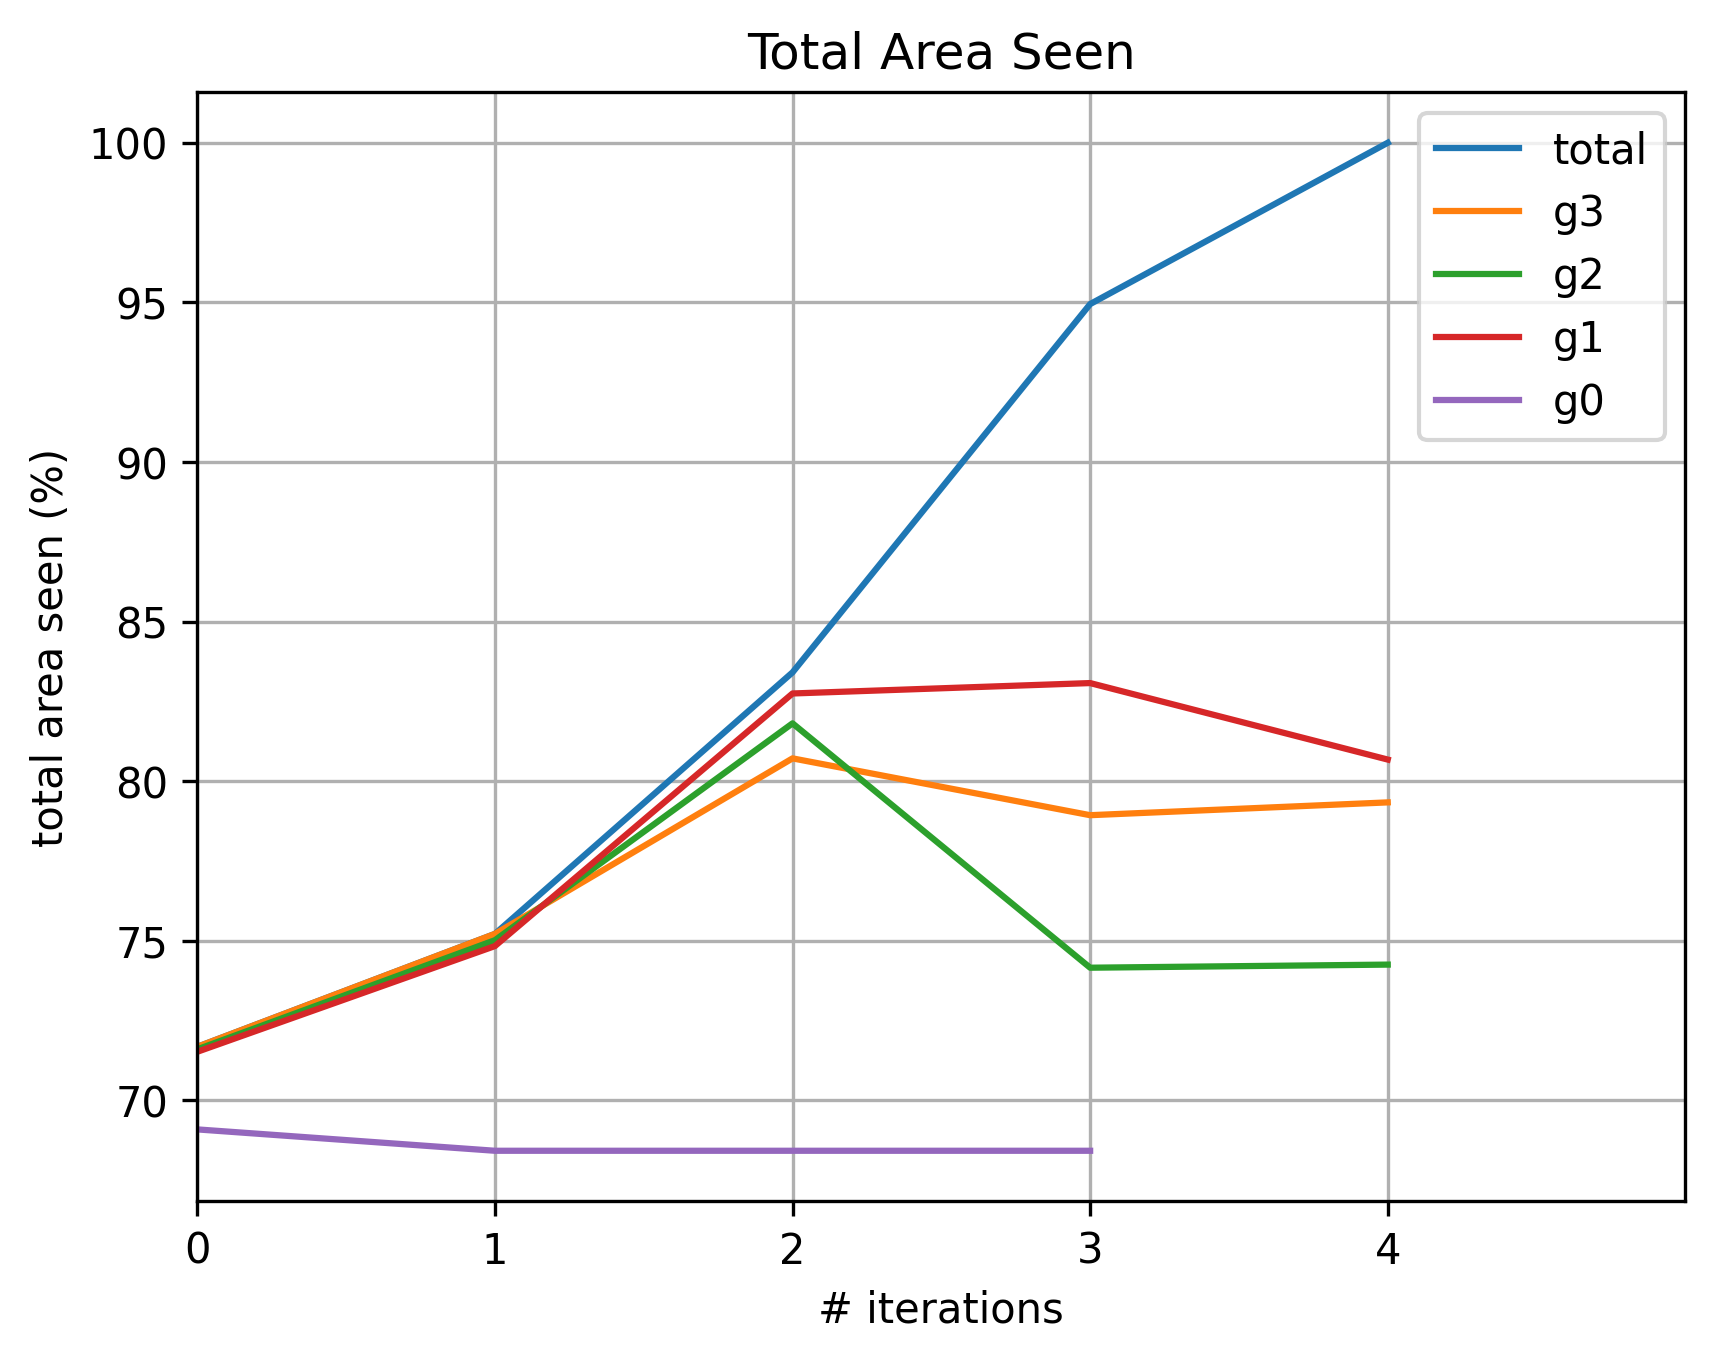 Total Area Seen
100
95
90
85
80
75
70
total area seen (%)
total
g3
g2
g1
g0
0 1 2 3 4
# iterations